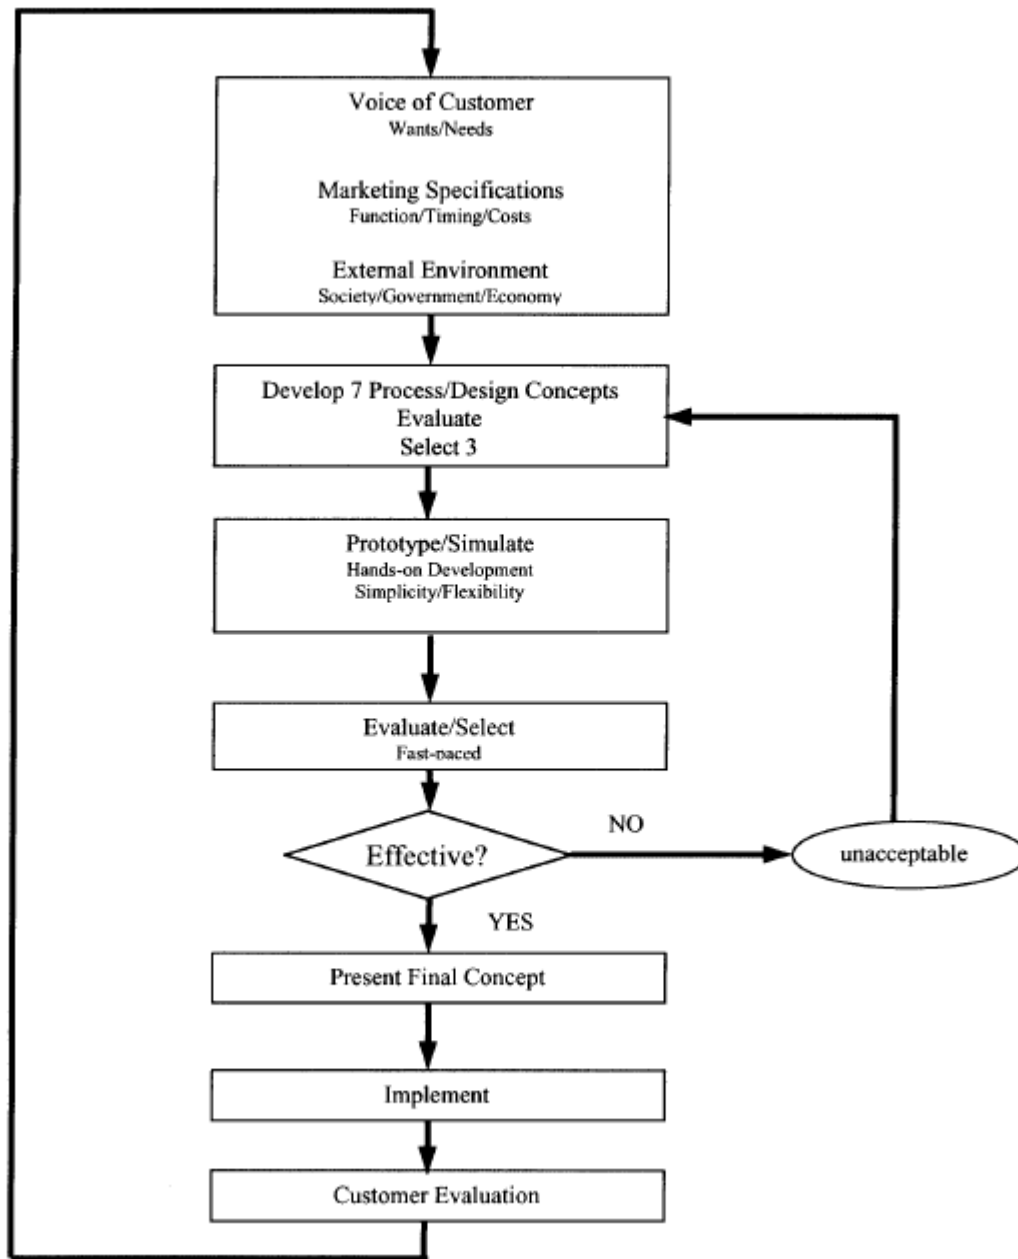 Voice of Customer
Wants/Needs
Marketing Specifications
Function/Timing/Costs
External Environment
Society/Government/Economy
Develop 7 Process/Design Concepts
Evaluate
Select 3
Prototype/Simulate
Hands-on Development
Simplicity/Flexibility
Evaluate/Select
Fast-paced
Effective?
NO
unacceptable
YES
Present Final Concept
Implement
Customer Evaluation